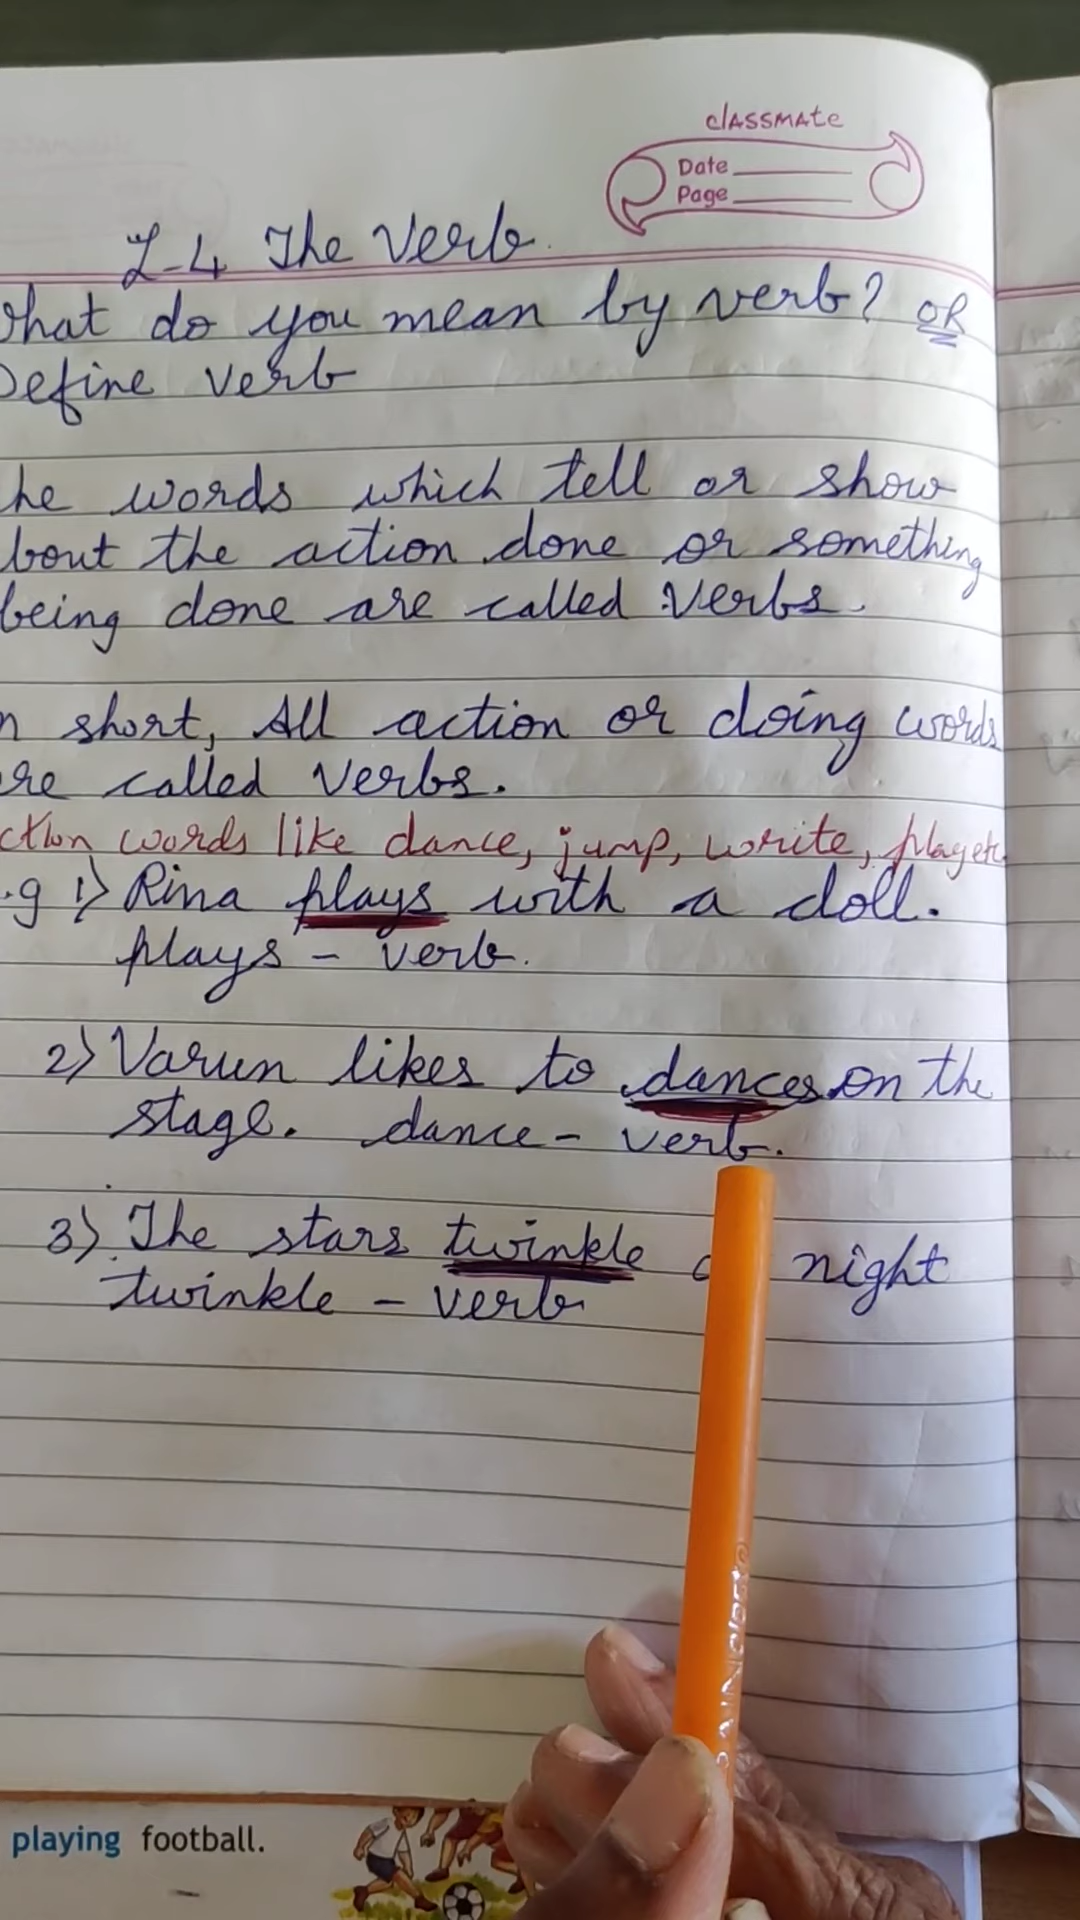 classmate
Date
Page
L-4 The Verb.
What do you mean by verb? OR
Define Verb
he words which tell or show
bout the action done or something
being done are called Verbs.
n short, All action or doing words
re called Verbs.
ction words like dance, jump, write, play etc
.g 1) Rina plays with a doll.
plays - verb.
2) Varun likes to dances on the
stage. dance - verb.
3) The stars twinkle night
twinkle - verb
playing football.